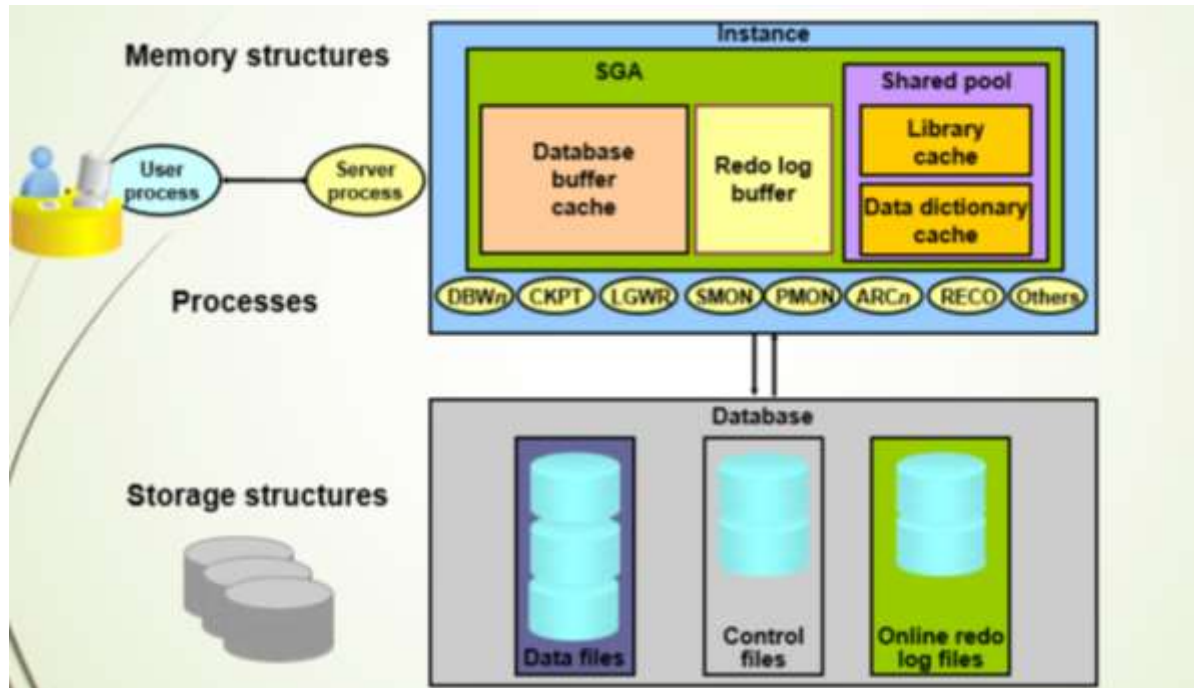 Memory structures
Instance
SGA
Shared pool
Library
cache
Data dictionary
cache
Database
buffer
cache
Redo log
buffer
User
process
Server
process
Processes
DBWn CKPT LGWR SMON PMON ARCn RECO Others
Database
Storage structures
Data files
Control
files
Online redo
log files